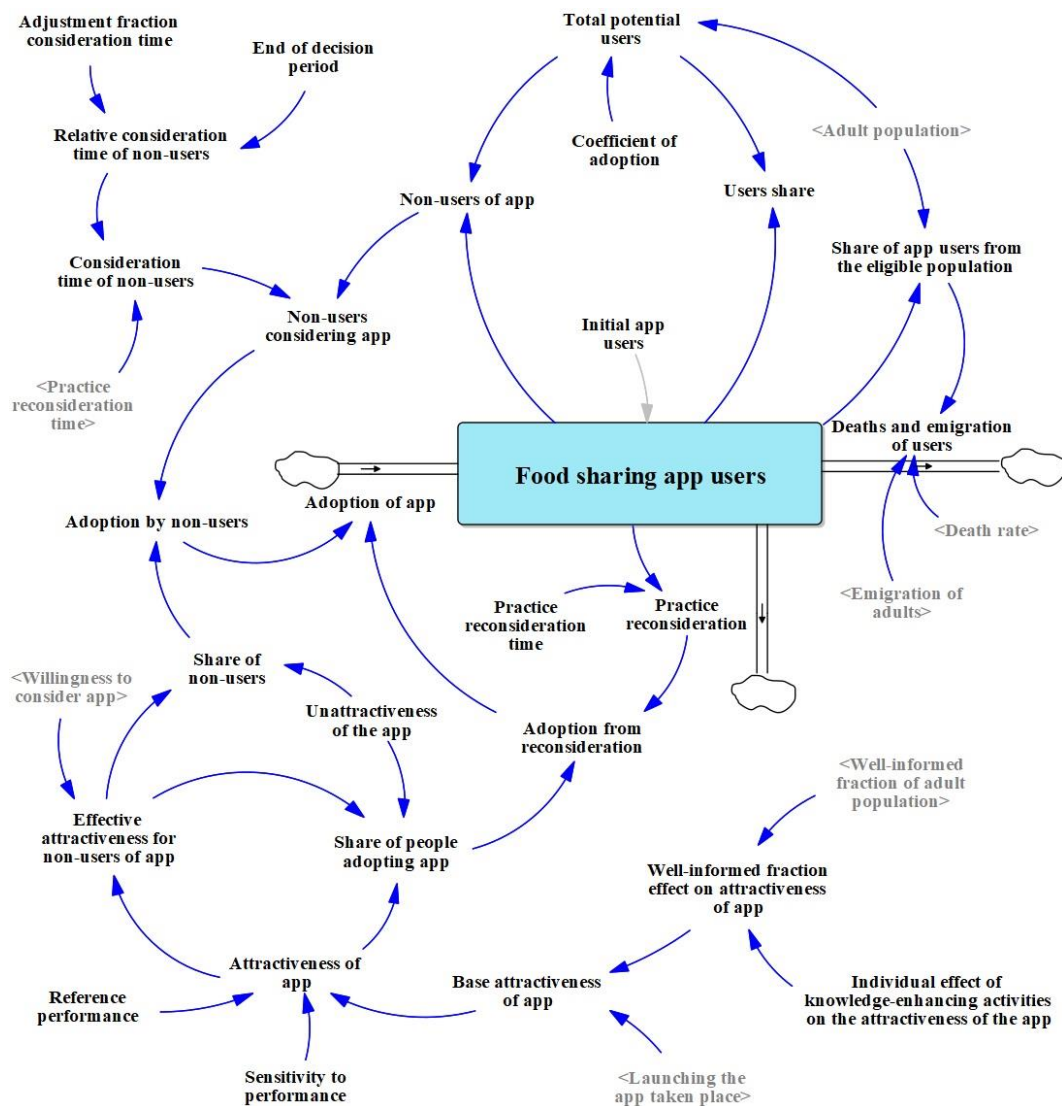 Adjustment fraction
consideration time
End of decision
period
Total potential
users
Relative consideration
time of non-users
Coefficient of
adoption
<Adult population>
Non-users of app
Users share
Consideration
time of non-users
Share of app users from
the eligible population
Non-users
considering app
Initial app
users
<Practice
reconsideration
time>
Deaths and emigration
of users
Food sharing app users
Adoption of app
Adoption by non-users
<Death rate>
<Emigration of
adults>
Practice
reconsideration
time
Practice
reconsideration
Share of
non-users
<Willingness to
consider app>
Unattractiveness
of the app
Adoption from
reconsideration
<Well-informed
fraction of adult
population>
Effective
attractiveness for
non-users of app
Share of people
adopting app
Well-informed fraction
effect on attractiveness
of app
Attractiveness of
app
Base attractiveness
of app
Individual effect of
knowledge-enhancing activities
on the attractiveness of the app
Reference
performance
Sensitivity to
performance
<Launching the
app taken place>